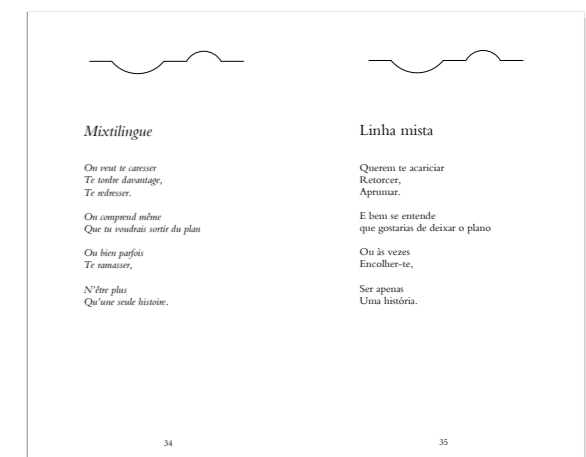 Mixtilingue
On veut te caresser
Te tordre davantage,
Te redresser.
On comprend même
Que tu voudrais sortir du plan
Ou bien parfois
Te ramasser,
N'être plus
Qu'une seule histoire.
34
Linha mista
Querem te acariciar
Retorcer,
Aprumar.
E bem se entende
que gostarias de deixar o plano
Ou às vezes
Encolher-te,
Ser apenas
Uma história.
35